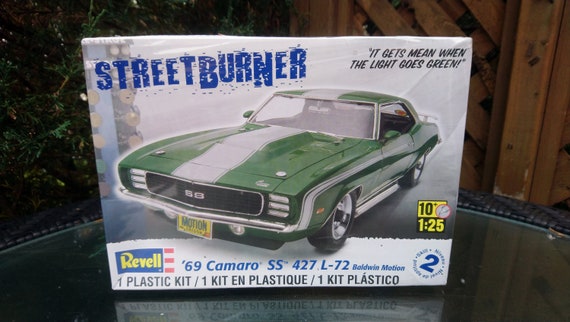 STREETBURNER
"IT GETS MEAN WHEN
THE LIGHT GOES GREEN!"
SS
MOTION
10+
1:25
Revell
'69 Camaro SS 427 L-72 Baldwin Motion
2
1 PLASTIC KIT / 1 KIT EN PLASTIQUE / 1 KIT PLÁSTICO